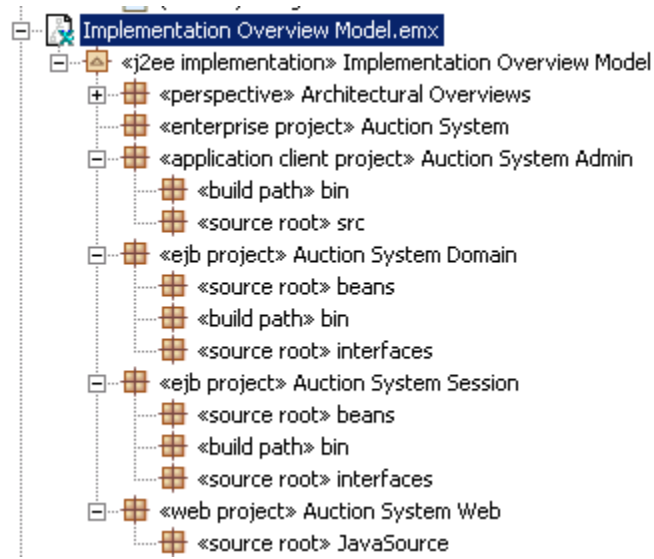 Implementation Overview Model.emx
«j2ee implementation» Implementation Overview Model
«perspective» Architectural Overviews
«enterprise project» Auction System
«application client project» Auction System Admin
«build path» bin
«source root» src
«ejb project» Auction System Domain
«source root» beans
«build path» bin
«source root» interfaces
«ejb project» Auction System Session
«source root» beans
«build path» bin
«source root» interfaces
«web project» Auction System Web
«source root» JavaSource